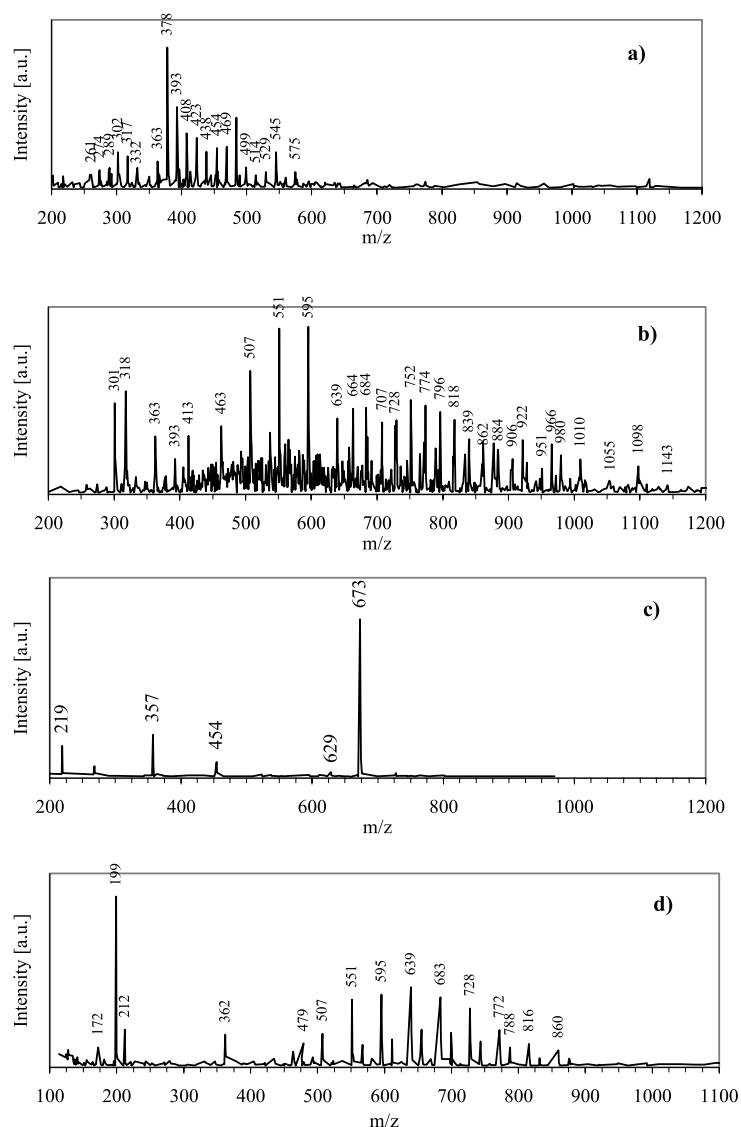 a)
Intensity [a.u.]
261 274 289 302 317 332 363 378 393 408 423 438 454 469 499 514 529 545 575
200 300 400 500 600 700 800 900 1000 1100 1200
m/z
b)
Intensity [a.u.]
301 318 363 393 413 463 507 551 595 639 664 684 707 728 752 774 796 818 839 862 884 906 922 951 966 980 1010 1055 1098 1143
200 300 400 500 600 700 800 900 1000 1100 1200
m/z
c)
Intensity [a.u.]
219 357 454 629 673
200 400 600 800 1000 1200
m/z
d)
Intensity [a.u.]
172 199 212 362 479 507 551 595 639 683 728 772 788 816 860
100 200 300 400 500 600 700 800 900 1000 1100
m/z